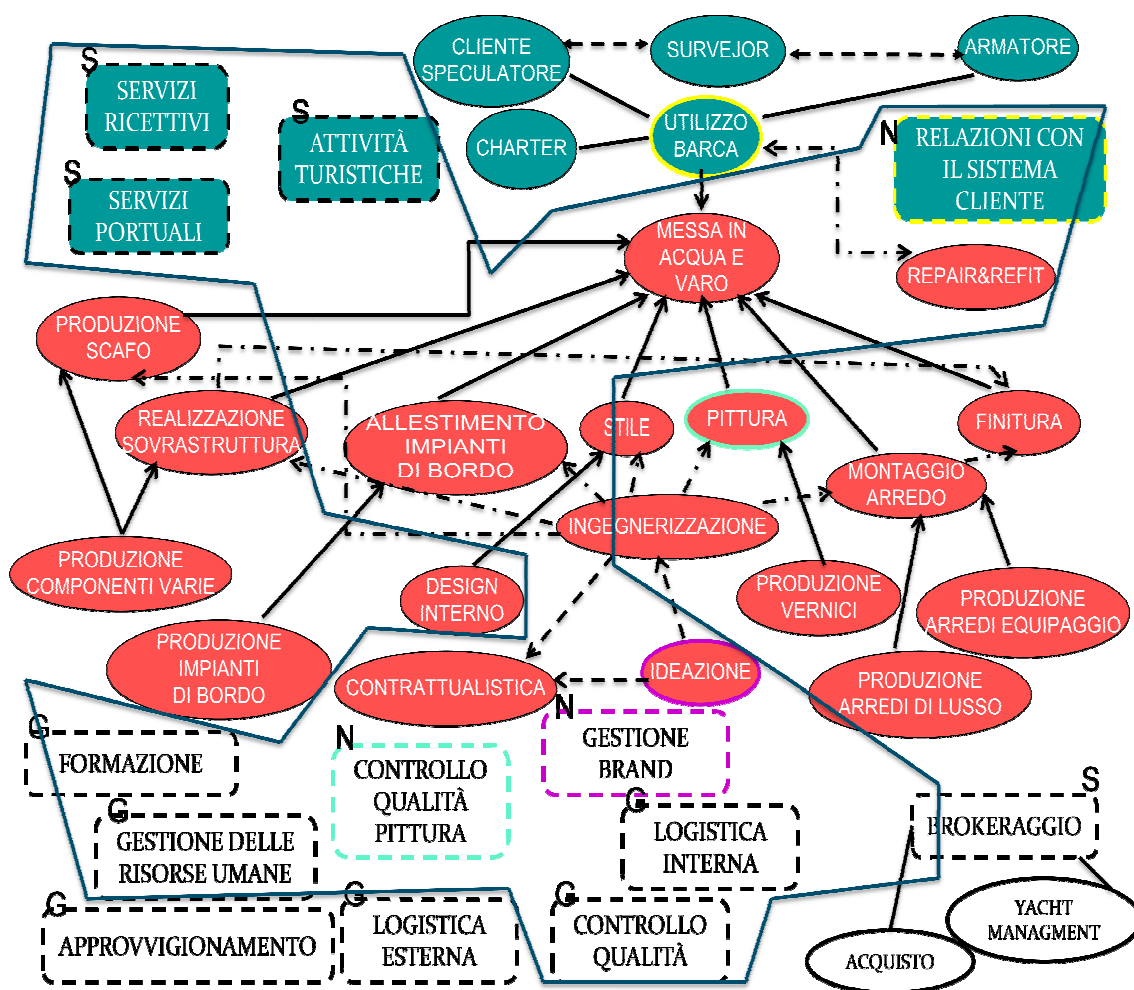 CLIENTE
SPECULATORE
SURVEJOR
ARMATORE
S
SERVIZI
RICETTIVI
S
ATTIVITÀ
TURISTICHE
CHARTER
UTILIZZO
BARCA
N
RELAZIONI CON
IL SISTEMA
CLIENTE
S
SERVIZI
PORTUALI
MESSA IN
ACQUA E
VARO
REPAIR&REFIT
PRODUZIONE
SCAFO
REALIZZAZIONE
SOVRASTRUTTURA
ALLESTIMENTO
IMPIANTI
DI BORDO
STILE
PITTURA
FINITURA
MONTAGGIO
ARREDO
INGEGNERIZZAZIONE
PRODUZIONE
COMPONENTI VARIE
DESIGN
INTERNO
PRODUZIONE
VERNICI
PRODUZIONE
ARREDI EQUIPAGGIO
PRODUZIONE
IMPIANTI
DI BORDO
CONTRATTUALISTICA
IDEAZIONE
PRODUZIONE
ARREDI DI LUSSO
G
FORMAZIONE
N
CONTROLLO
QUALITÀ
PITTURA
N
GESTIONE
BRAND
G
GESTIONE DELLE
RISORSE UMANE
G
LOGISTICA
INTERNA
S
BROKERAGGIO
G
APPROVVIGIONAMENTO
G
LOGISTICA
ESTERNA
G
CONTROLLO
QUALITÀ
YACHT
MANAGMENT
ACQUISTO